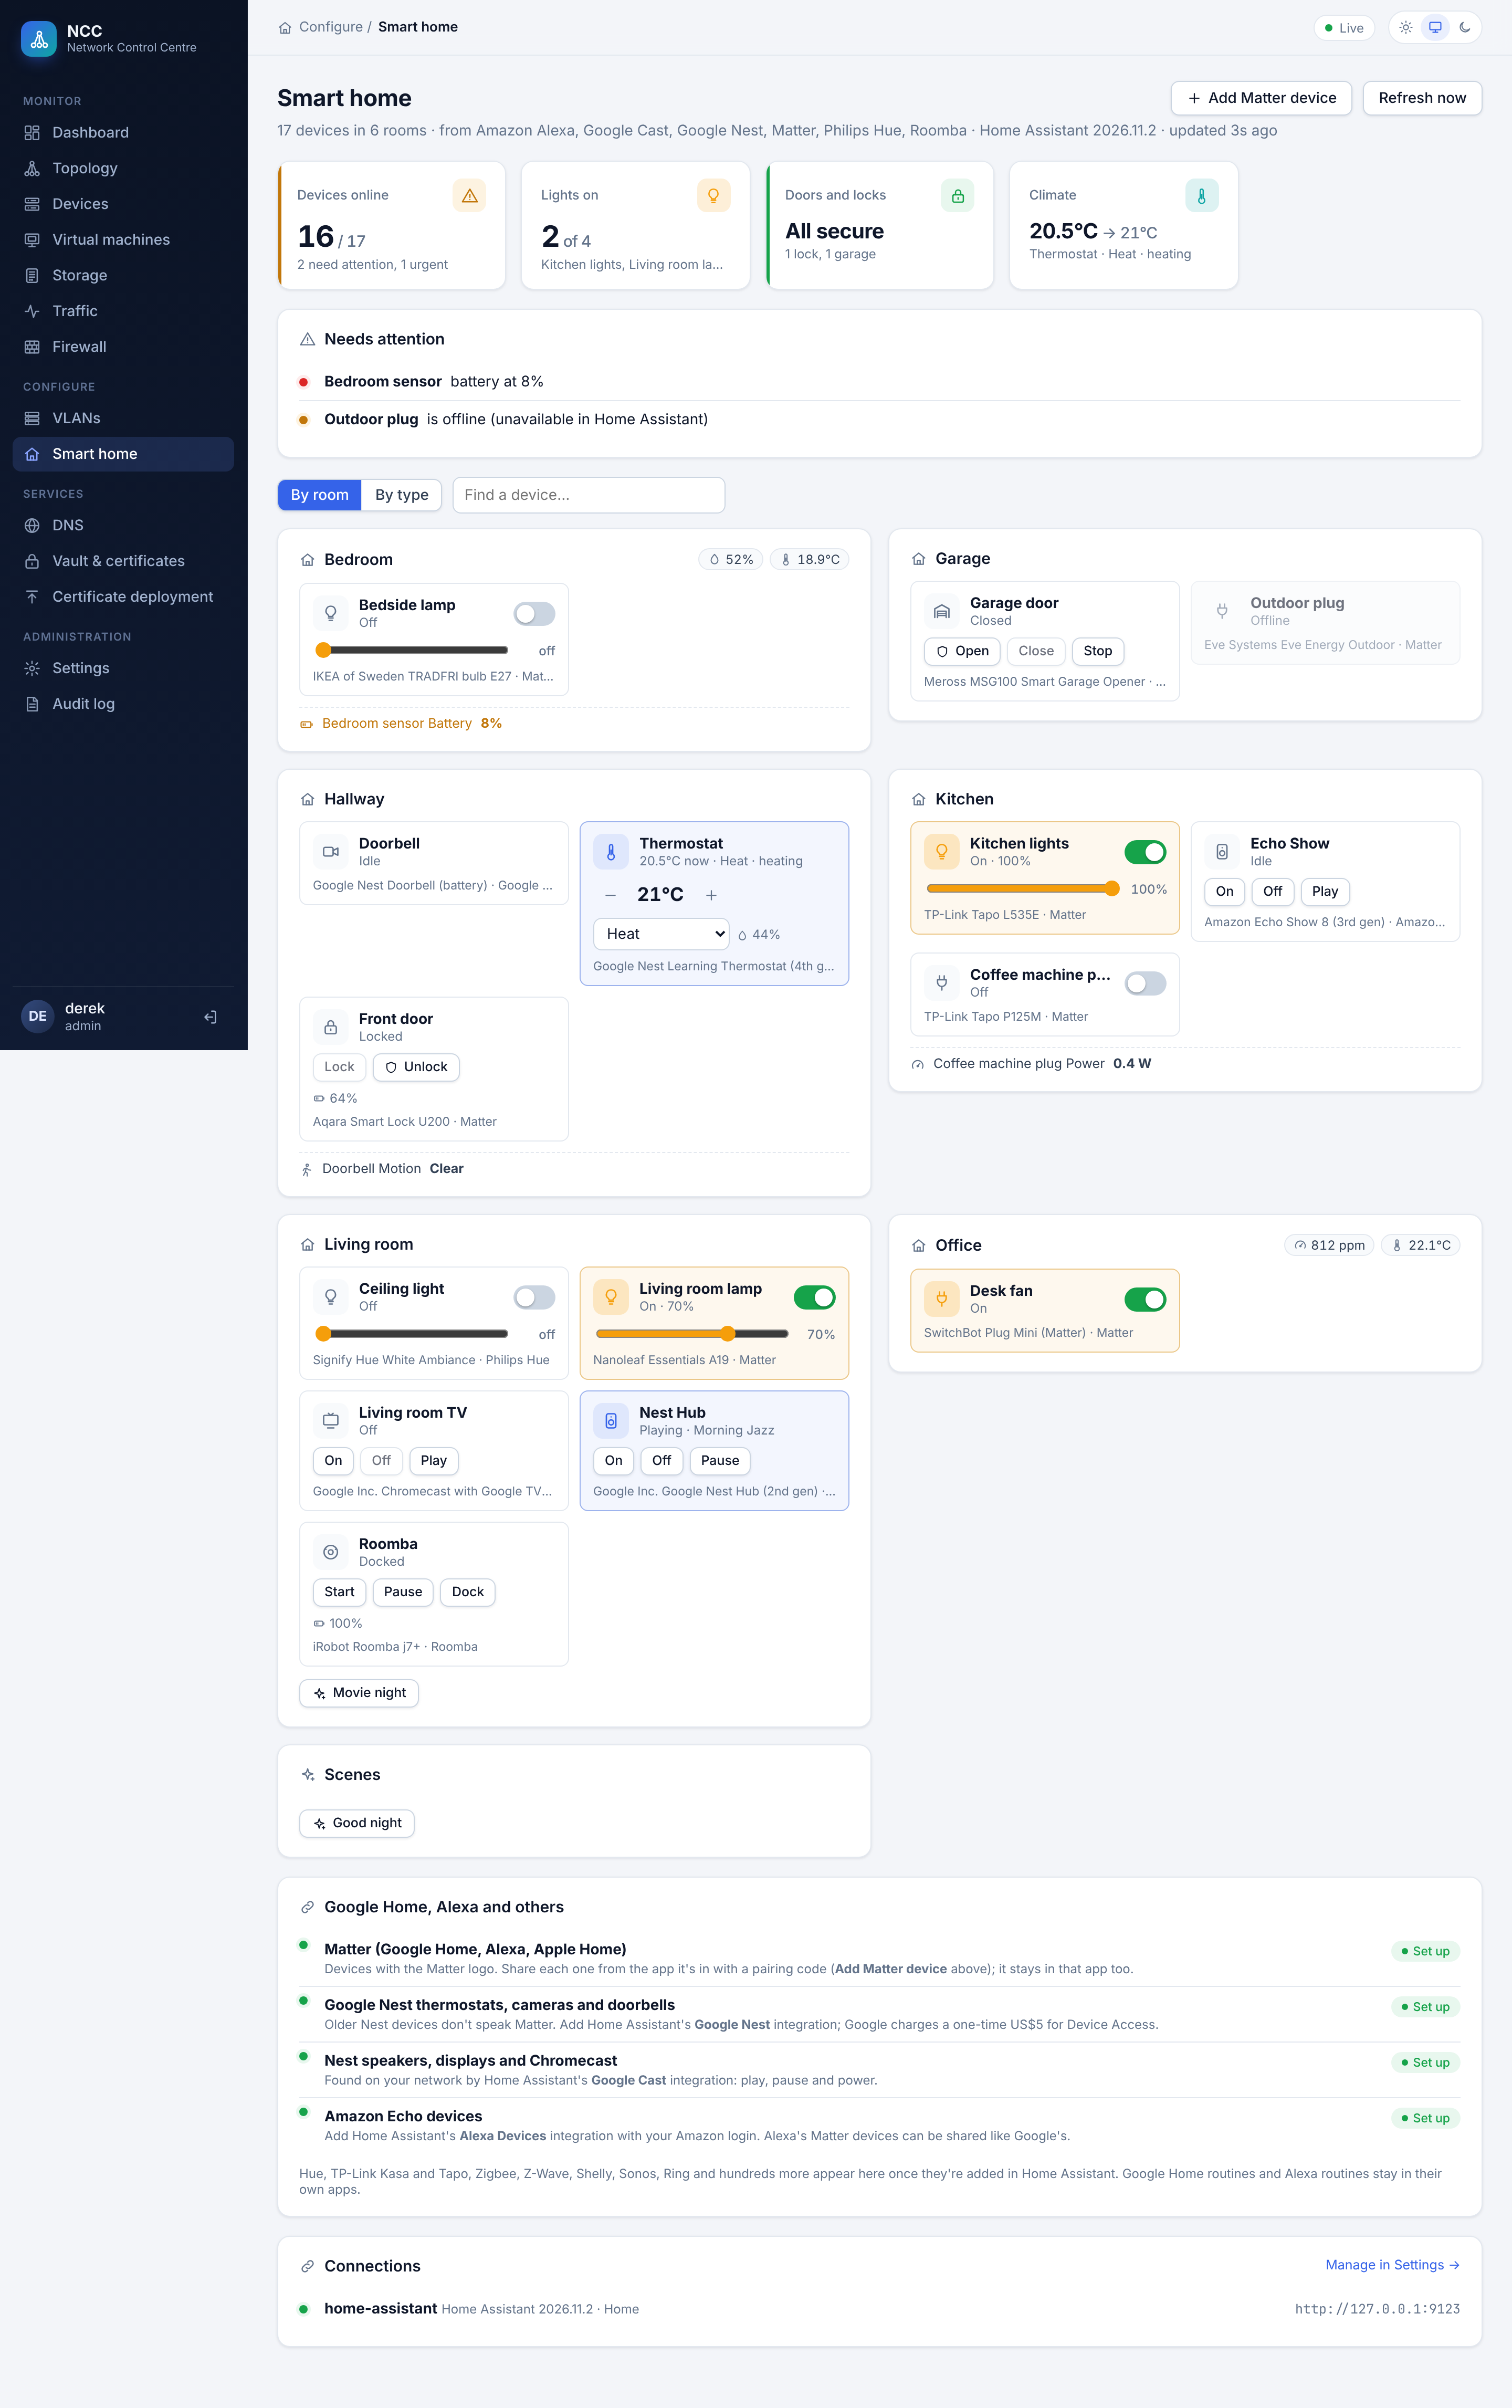 NCC
Network Control Centre
MONITOR
Dashboard
Topology
Devices
Virtual machines
Storage
Traffic
Firewall
CONFIGURE
VLANs
Smart home
SERVICES
DNS
Vault & certificates
Certificate deployment
ADMINISTRATION
Settings
Audit log
DE
derek
admin
Configure / Smart home
Live
Smart home
Add Matter device
Refresh now
17 devices in 6 rooms · from Amazon Alexa, Google Cast, Google Nest, Matter, Philips Hue, Roomba · Home Assistant 2026.11.2 · updated 3s ago
Devices online
16 / 17
2 need attention, 1 urgent
Lights on
2 of 4
Kitchen lights, Living room la…
Doors and locks
All secure
1 lock, 1 garage
Climate
20.5°C → 21°C
Thermostat · Heat · heating
Needs attention
Bedroom sensor battery at 8%
Outdoor plug is offline (unavailable in Home Assistant)
By room
By type
Find a device…
Bedroom
52%
18.9°C
Bedside lamp
Off
off
IKEA of Sweden TRADFRI bulb E27 · Mat…
Bedroom sensor Battery 8%
Garage
Garage door
Closed
Open
Close
Stop
Meross MSG100 Smart Garage Opener · …
Outdoor plug
Offline
Eve Systems Eve Energy Outdoor · Matter
Hallway
Doorbell
Idle
Google Nest Doorbell (battery) · Google …
Thermostat
20.5°C now · Heat · heating
− 21°C +
Heat
44%
Google Nest Learning Thermostat (4th g…
Front door
Locked
Lock
Unlock
64%
Aqara Smart Lock U200 · Matter
Doorbell Motion Clear
Kitchen
Kitchen lights
On · 100%
100%
TP-Link Tapo L535E · Matter
Echo Show
Idle
On
Off
Play
Amazon Echo Show 8 (3rd gen) · Amazo…
Coffee machine p…
Off
TP-Link Tapo P125M · Matter
Coffee machine plug Power 0.4 W
Living room
Ceiling light
Off
off
Signify Hue White Ambiance · Philips Hue
Living room lamp
On · 70%
70%
Nanoleaf Essentials A19 · Matter
Living room TV
Off
On
Off
Play
Google Inc. Chromecast with Google TV…
Nest Hub
Playing · Morning Jazz
On
Off
Pause
Google Inc. Google Nest Hub (2nd gen) ·…
Roomba
Docked
Start
Pause
Dock
100%
iRobot Roomba j7+ · Roomba
Movie night
Office
812 ppm
22.1°C
Desk fan
On
SwitchBot Plug Mini (Matter) · Matter
Scenes
Good night
Google Home, Alexa and others
Matter (Google Home, Alexa, Apple Home)
Set up
Devices with the Matter logo. Share each one from the app it's in with a pairing code (Add Matter device above); it stays in that app too.
Google Nest thermostats, cameras and doorbells
Set up
Older Nest devices don't speak Matter. Add Home Assistant's Google Nest integration; Google charges a one-time US$5 for Device Access.
Nest speakers, displays and Chromecast
Set up
Found on your network by Home Assistant's Google Cast integration: play, pause and power.
Amazon Echo devices
Set up
Add Home Assistant's Alexa Devices integration with your Amazon login. Alexa's Matter devices can be shared like Google's.
Hue, TP-Link Kasa and Tapo, Zigbee, Z-Wave, Shelly, Sonos, Ring and hundreds more appear here once they're added in Home Assistant. Google Home routines and Alexa routines stay in their
own apps.
Connections
Manage in Settings →
home-assistant Home Assistant 2026.11.2 · Home
http://127.0.0.1:9123